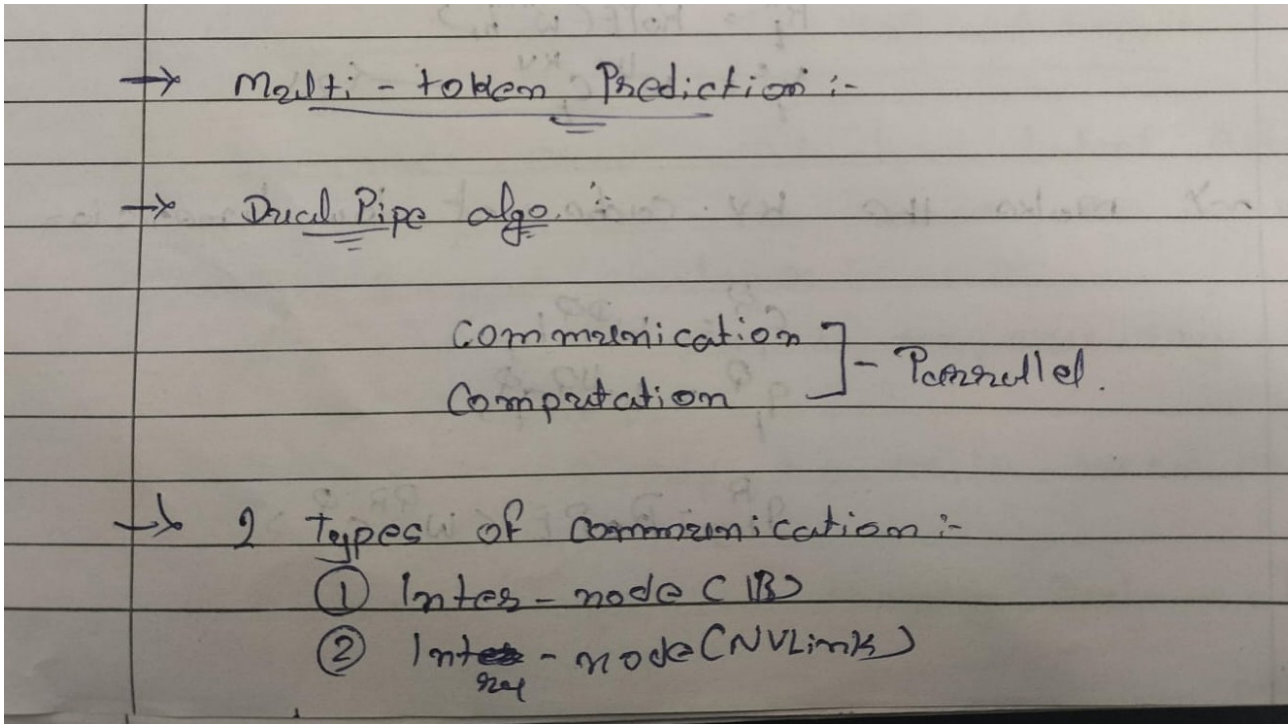 → Multi - token Prediction :-
→ Dual Pipe algo :-
Communication
Computation ] - Parallel.
→ 2 types of communication :-
① Inter - node (IB)
② Intra - node (NVLink)